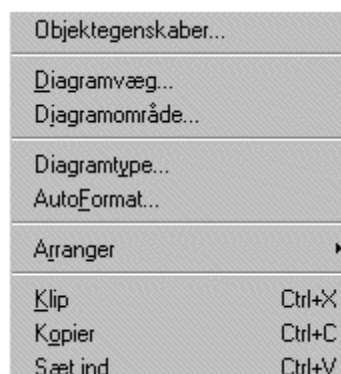 Objektegenskaber...
Diagramvæg...
Diagramområde...
Diagramtype...
AutoFormat...
Arranger
Klip Ctrl+X
Kopier Ctrl+C
Sæt ind Ctrl+V